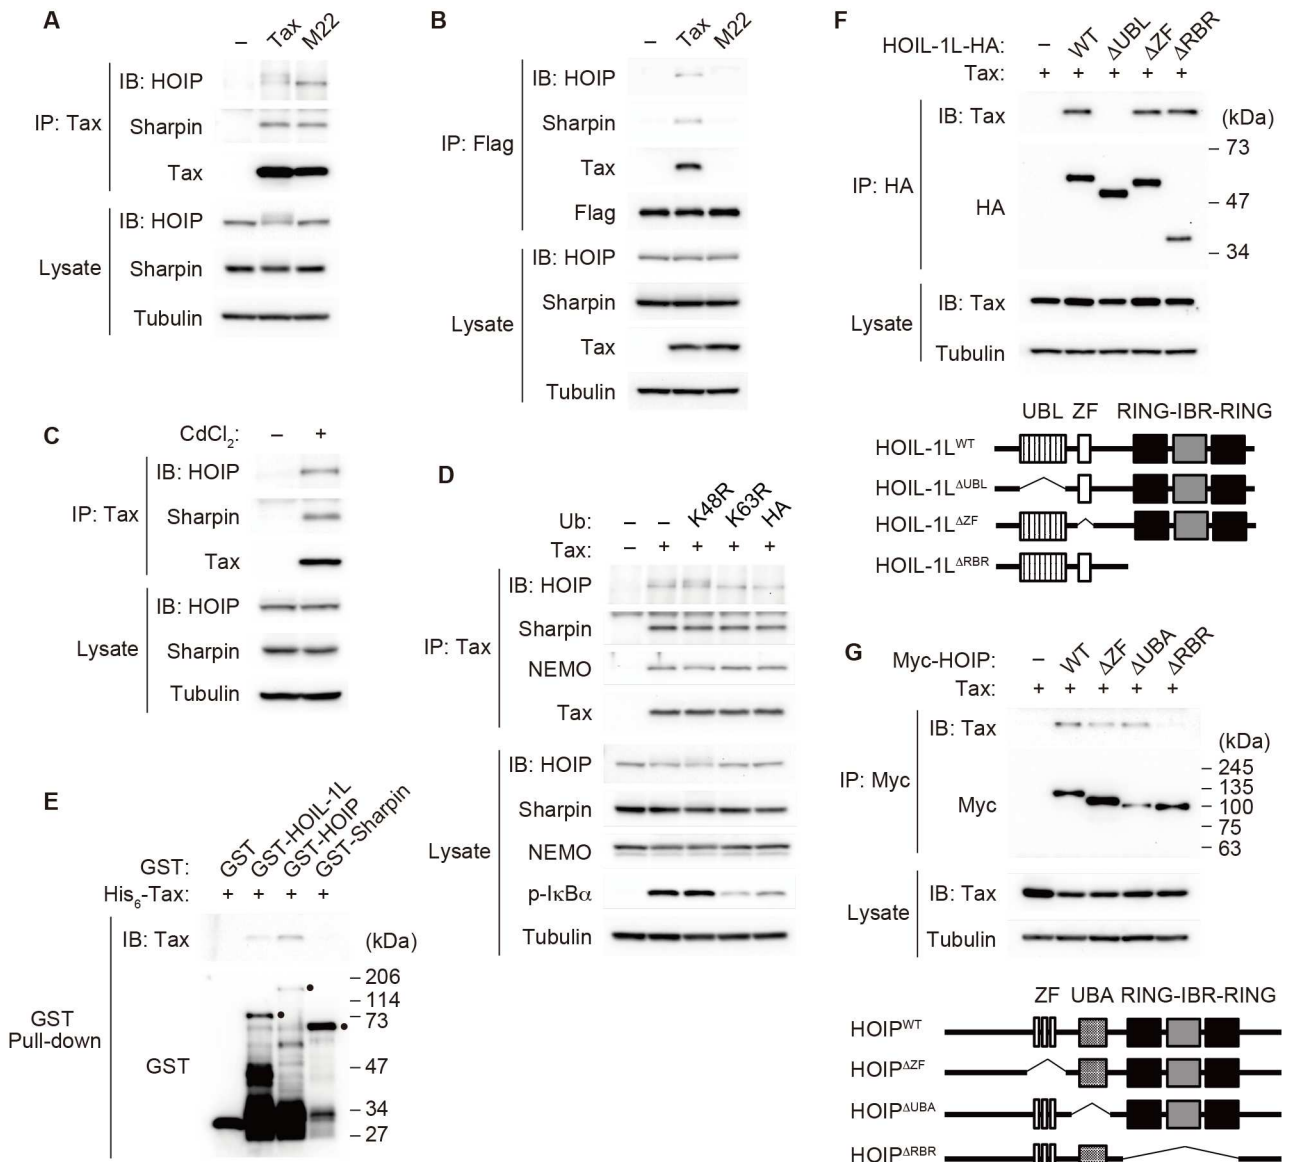 A
– Tax M22
IP: Tax
IB: HOIP
Sharpin
Tax
Lysate
IB: HOIP
Sharpin
Tubulin
B
– Tax M22
IP: Flag
IB: HOIP
Sharpin
Tax
Flag
Lysate
IB: HOIP
Sharpin
Tax
Tubulin
C
CdCl2: – +
IP: Tax
IB: HOIP
Sharpin
Tax
Lysate
IB: HOIP
Sharpin
Tubulin
D
Ub: – – K48R K63R HA
Tax: – + + + +
IP: Tax
IB: HOIP
Sharpin
NEMO
Tax
Lysate
IB: HOIP
Sharpin
NEMO
p-IκBα
Tubulin
E
GST: GST GST-HOIL-1L GST-HOIP GST-Sharpin
His6-Tax: + + + +
IB: Tax
(kDa)
GST
Pull-down
GST
– 206
– 114
– 73
– 47
– 34
– 27
F
HOIL-1L-HA: – WT ΔUBL ΔZF ΔRBR
Tax: + + + + +
IP: HA
IB: Tax
(kDa)
HA
– 73
– 47
– 34
Lysate
IB: Tax
Tubulin
UBL ZF RING-IBR-RING
HOIL-1LWT
HOIL-1LΔUBL
HOIL-1LΔZF
HOIL-1LΔRBR
G
Myc-HOIP: – WT ΔZF ΔUBA ΔRBR
Tax: + + + + +
IP: Myc
IB: Tax
(kDa)
Myc
– 245
– 135
– 100
– 75
– 63
Lysate
IB: Tax
Tubulin
ZF UBA RING-IBR-RING
HOIPWT
HOIPΔZF
HOIPΔUBA
HOIPΔRBR